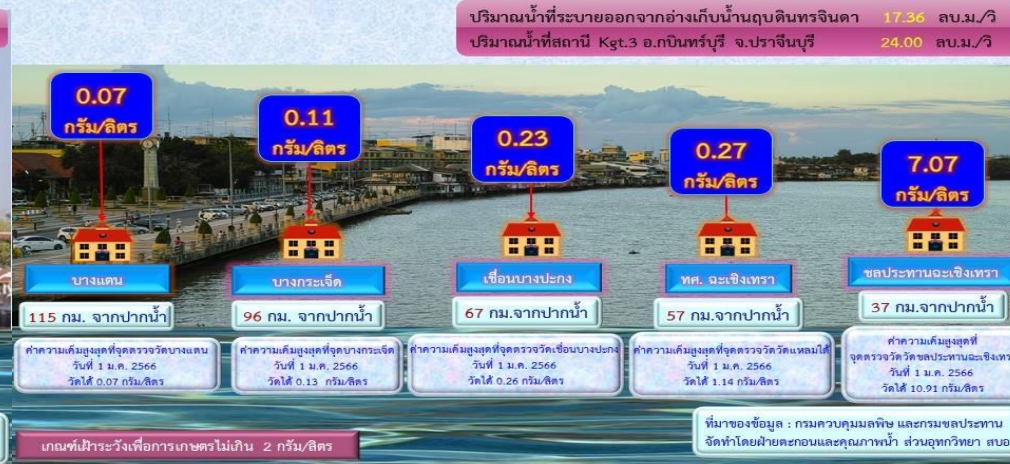 ปริมาณน้ำที่ระบายออกจากอ่างเก็บน้ำนฤบดินทรจินดา 17.36 ลบ.ม./วิ
ปริมาณน้ำที่สถานี Kgt.3 อ.กบินทร์บุรี จ.ปราจีนบุรี 24.00 ลบ.ม./วิ
0.07
กรัม/ลิตร
0.11
กรัม/ลิตร
0.23
กรัม/ลิตร
0.27
กรัม/ลิตร
7.07
กรัม/ลิตร
บางแตน
บางกระเจ็ด
เขื่อนบางปะกง
ทศ. ฉะเชิงเทรา
ชลประทานฉะเชิงเทรา
115 กม. จากปากน้ำ
96 กม. จากปากน้ำ
67 กม.จากปากน้ำ
57 กม.จากปากน้ำ
37 กม.จากปากน้ำ
ค่าความเค็มสูงสุดที่จุดตรวจวัดบางแตน
วันที่ 1 ม.ค. 2566
วัดได้ 0.07 กรัม/ลิตร
ค่าความเค็มสูงสุดที่จุดบางกระเจ็ด
วันที่ 1 ม.ค. 2566
วัดได้ 0.13 กรัม/ลิตร
ค่าความเค็มสูงสุดที่จุดตรวจวัดเขื่อนบางปะกง
วันที่ 1 ม.ค. 2566
วัดได้ 0.26 กรัม/ลิตร
ค่าความเค็มสูงสุดที่จุดตรวจวัดวัดแหลมใต้
วันที่ 1 ม.ค. 2566
วัดได้ 1.14 กรัม/ลิตร
ค่าความเค็มสูงสุดที่
จุดตรวจวัดวัดชลประทานฉะเชิงเทร
วันที่ 1 ม.ค. 2566
วัดได้ 10.91 กรัม/ลิตร
เกณฑ์เฝ้าระวังเพื่อการเกษตรไม่เกิน 2 กรัม/ลิตร
ที่มาของข้อมูล : กรมควบคุมมลพิษ และกรมชลประทาน
จัดทำโดยฝ่ายตะกอนและคุณภาพน้ำ ส่วนอุทกวิทยา สบอ